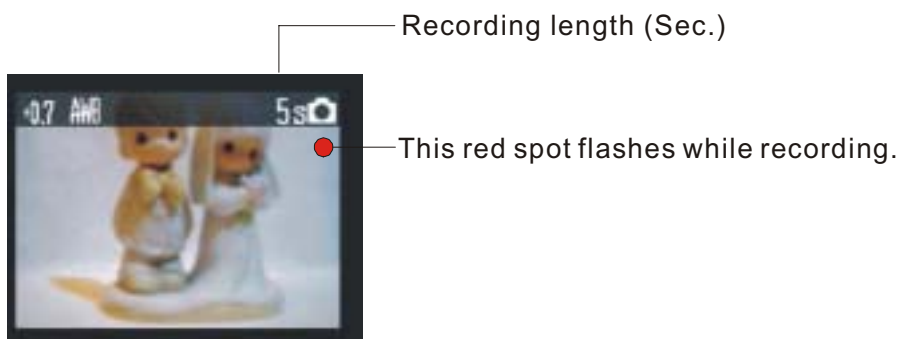 Recording length (Sec.)
+0.7 AWB 5s
This red spot flashes while recording.